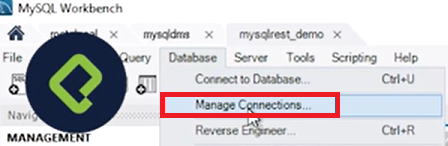 MySQL Workbench
mysqldms
mysqlrest_demo
File
Query
Database
Server
Tools
Scripting
Help
Connect to Database...
Ctrl+U
Manage Connections...
Reverse Engineer...
Ctrl+R
MANAGEMENT